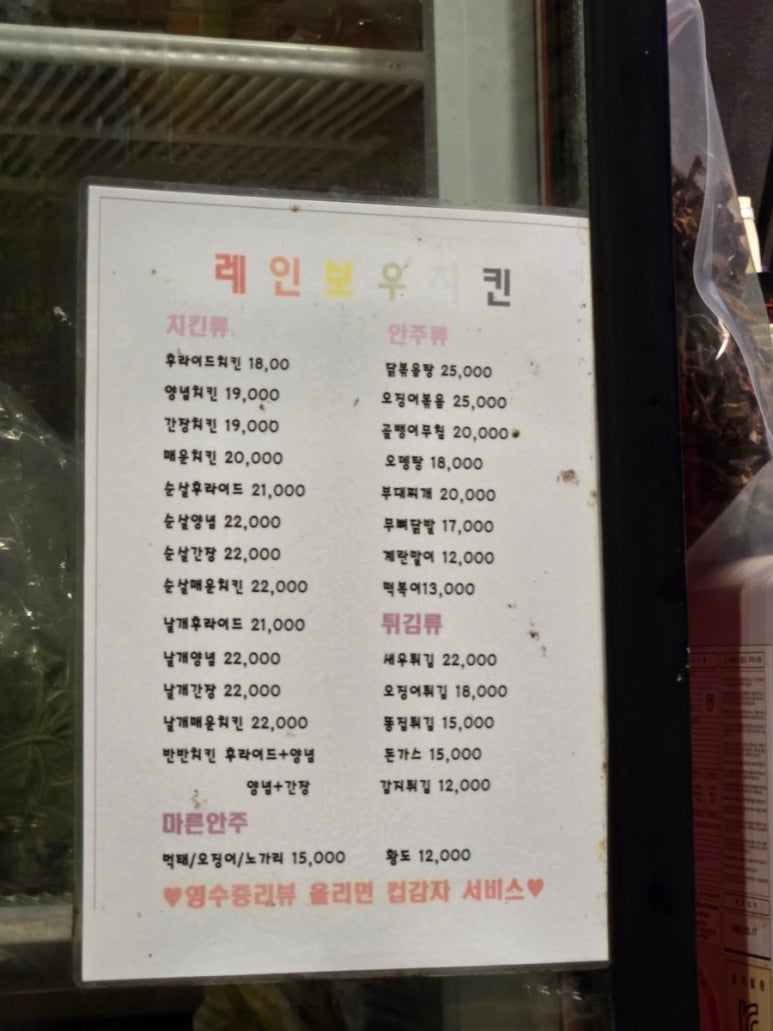 레인보우치킨
치킨류
후라이드치킨 18,00
양념치킨 19,000
간장치킨 19,000
매운치킨 20,000
순살후라이드 21,000
순살양념 22,000
순살간장 22,000
순살매운치킨 22,000
날개후라이드 21,000
날개양념 22,000
날개간장 22,000
날개매운치킨 22,000
반반치킨 후라이드+양념
양념+간장
안주류
닭볶음탕 25,000
오징어볶음 25,000
골뱅이무침 20,000
오뎅탕 18,000
부대찌개 20,000
무뼈닭발 17,000
계란말이 12,000
떡볶이13,000
튀김류
새우튀김 22,000
오징어튀김 18,000
똥집튀김 15,000
돈가스 15,000
감자튀김 12,000
마른안주
먹태/오징어/노가리 15,000
황도 12,000
♥영수증리뷰 올리면 컵감자 서비스♥